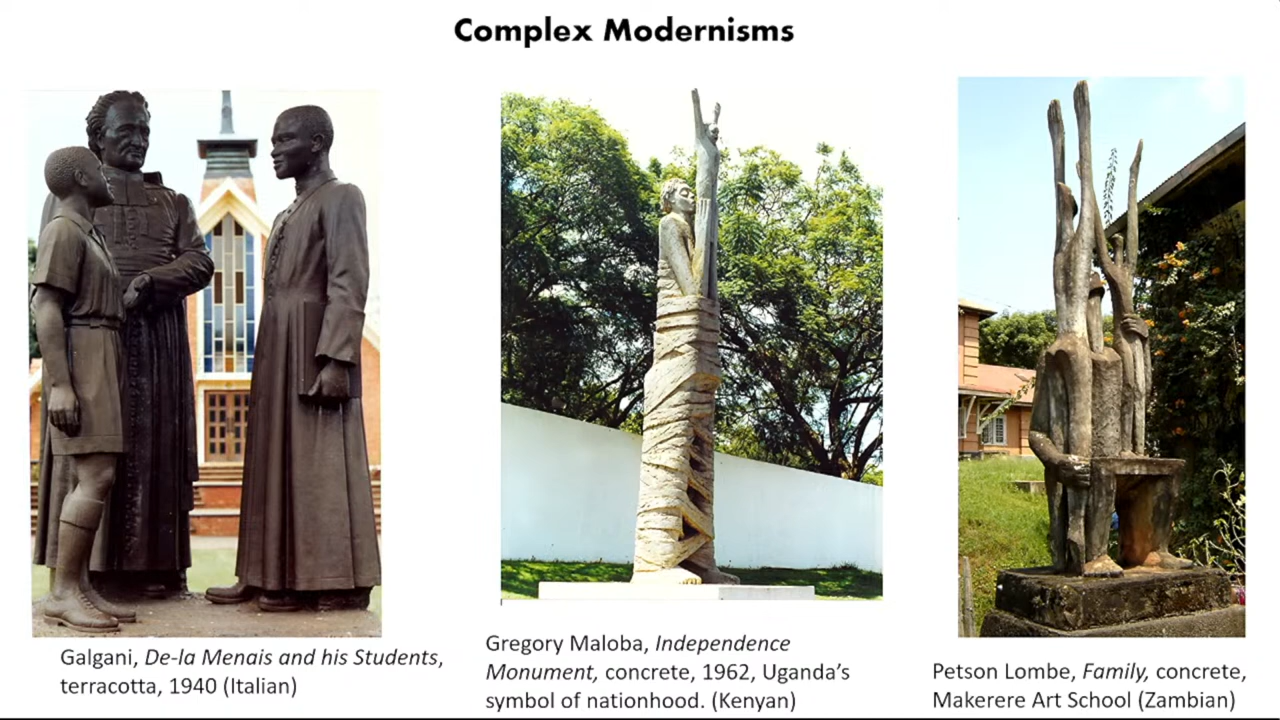 Complex Modernisms
Galgani, De-la Menais and his Students,
terracotta, 1940 (Italian)
Gregory Maloba, Independence
Monument, concrete, 1962, Uganda’s
symbol of nationhood. (Kenyan)
Petson Lombe, Family, concrete,
Makerere Art School (Zambian)